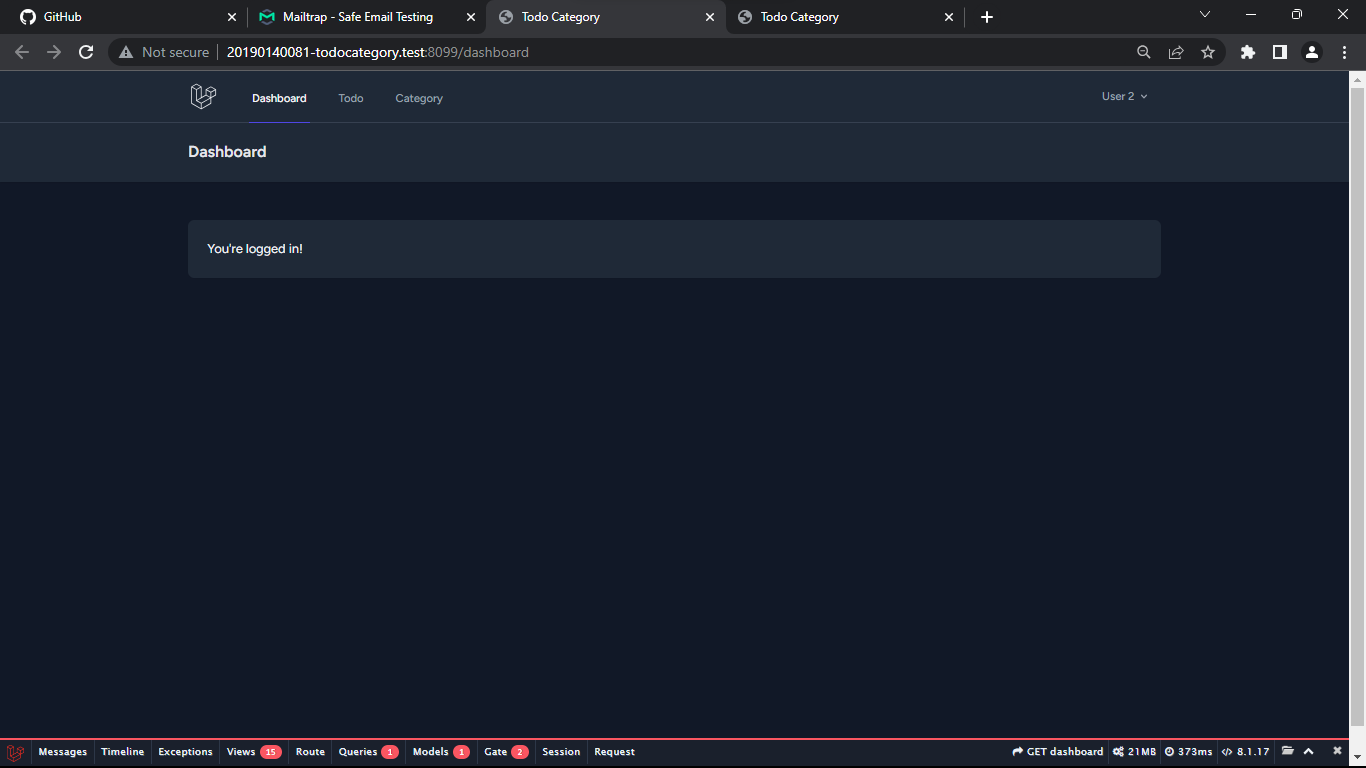 GitHub
Mailtrap - Safe Email Testing
Todo Category
Todo Category
Not secure
20190140081-todocategory.test:8099/dashboard
Dashboard Todo Category User 2
Dashboard
You're logged in!
Messages Timeline Exceptions Views 15 Route Queries 1 Models 1 Gate 2 Session Request GET dashboard 21MB 373ms 8.1.17